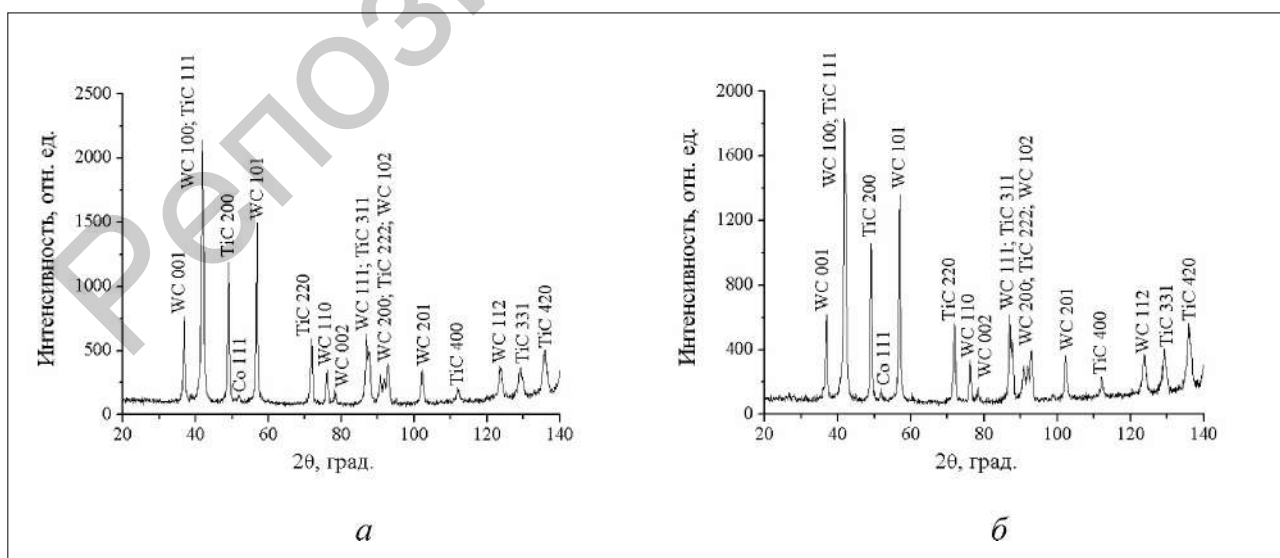 Репози
Интенсивность, отн. ед.
2500
2000
1500
1000
500
0
WC 001
WC 100; TiC 111
TiC 200
Co 111
WC 101
TiC 220
WC 110
WC 002
WC 111; TiC 311
WC 200; TiC 222; WC 102
WC 201
TiC 400
WC 112
TiC 331
TiC 420
20 40 60 80 100 120 140
2θ, град.
а
Интенсивность, отн. ед.
2000
1600
1200
800
400
0
WC 001
WC 100; TiC 111
TiC 200
Co 111
WC 101
TiC 220
WC 110
WC 002
WC 111; TiC 311
WC 200; TiC 222; WC 102
WC 201
TiC 400
WC 112
TiC 331
TiC 420
20 40 60 80 100 120 140
2θ, град.
б